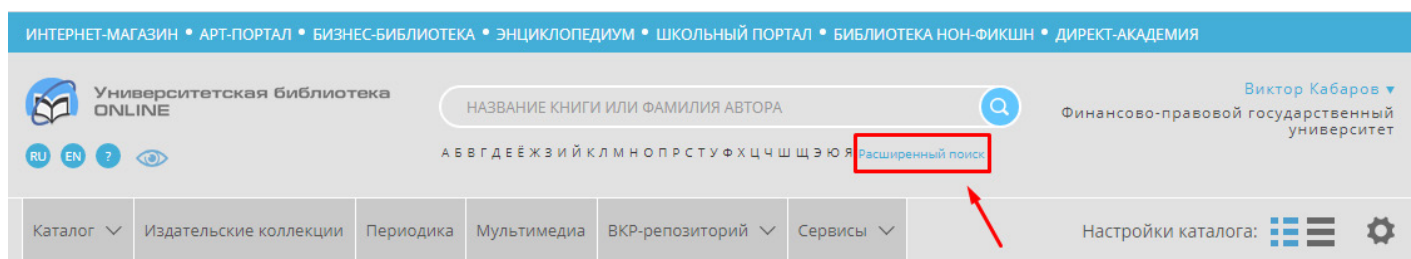 ИНТЕРНЕТ-МАГАЗИН • АРТ-ПОРТАЛ • БИЗНЕС-БИБЛИОТЕКА • ЭНЦИКЛОПЕДИУМ • ШКОЛЬНЫЙ ПОРТАЛ • БИБЛИОТЕКА НОН-ФИКШН • ДИРЕКТ-АКАДЕМИЯ
Университетская библиотека
ONLINE
НАЗВАНИЕ КНИГИ ИЛИ ФАМИЛИЯ АВТОРА
Виктор Кабаров ▾
Финансово-правовой государственный
университет
RU EN ?
А Б В Г Д Е Ё Ж З И Й К Л М Н О П Р С Т У Ф Х Ц Ч Ш Щ Э Ю Я Расширенный поиск
Каталог Издательские коллекции Периодика Мультимедиа ВКР-репозиторий Сервисы Настройки каталога: